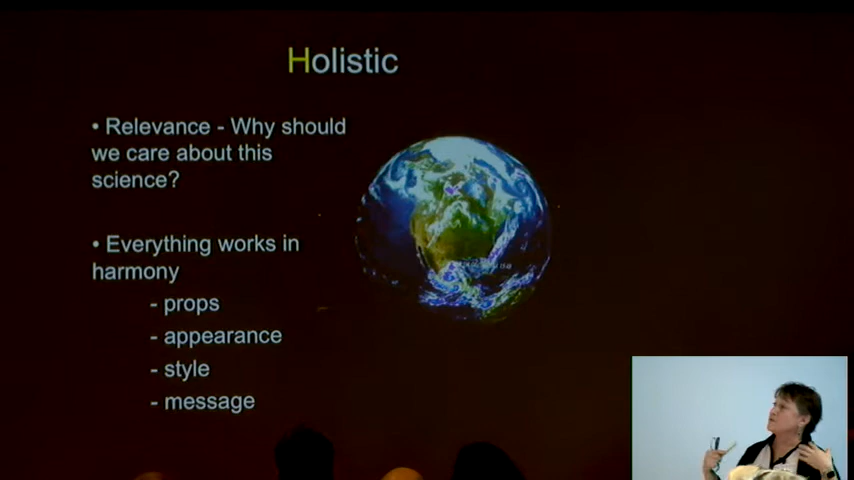 Holistic
• Relevance - Why should
we care about this
science?
• Everything works in
harmony
- props
- appearance
- style
- message